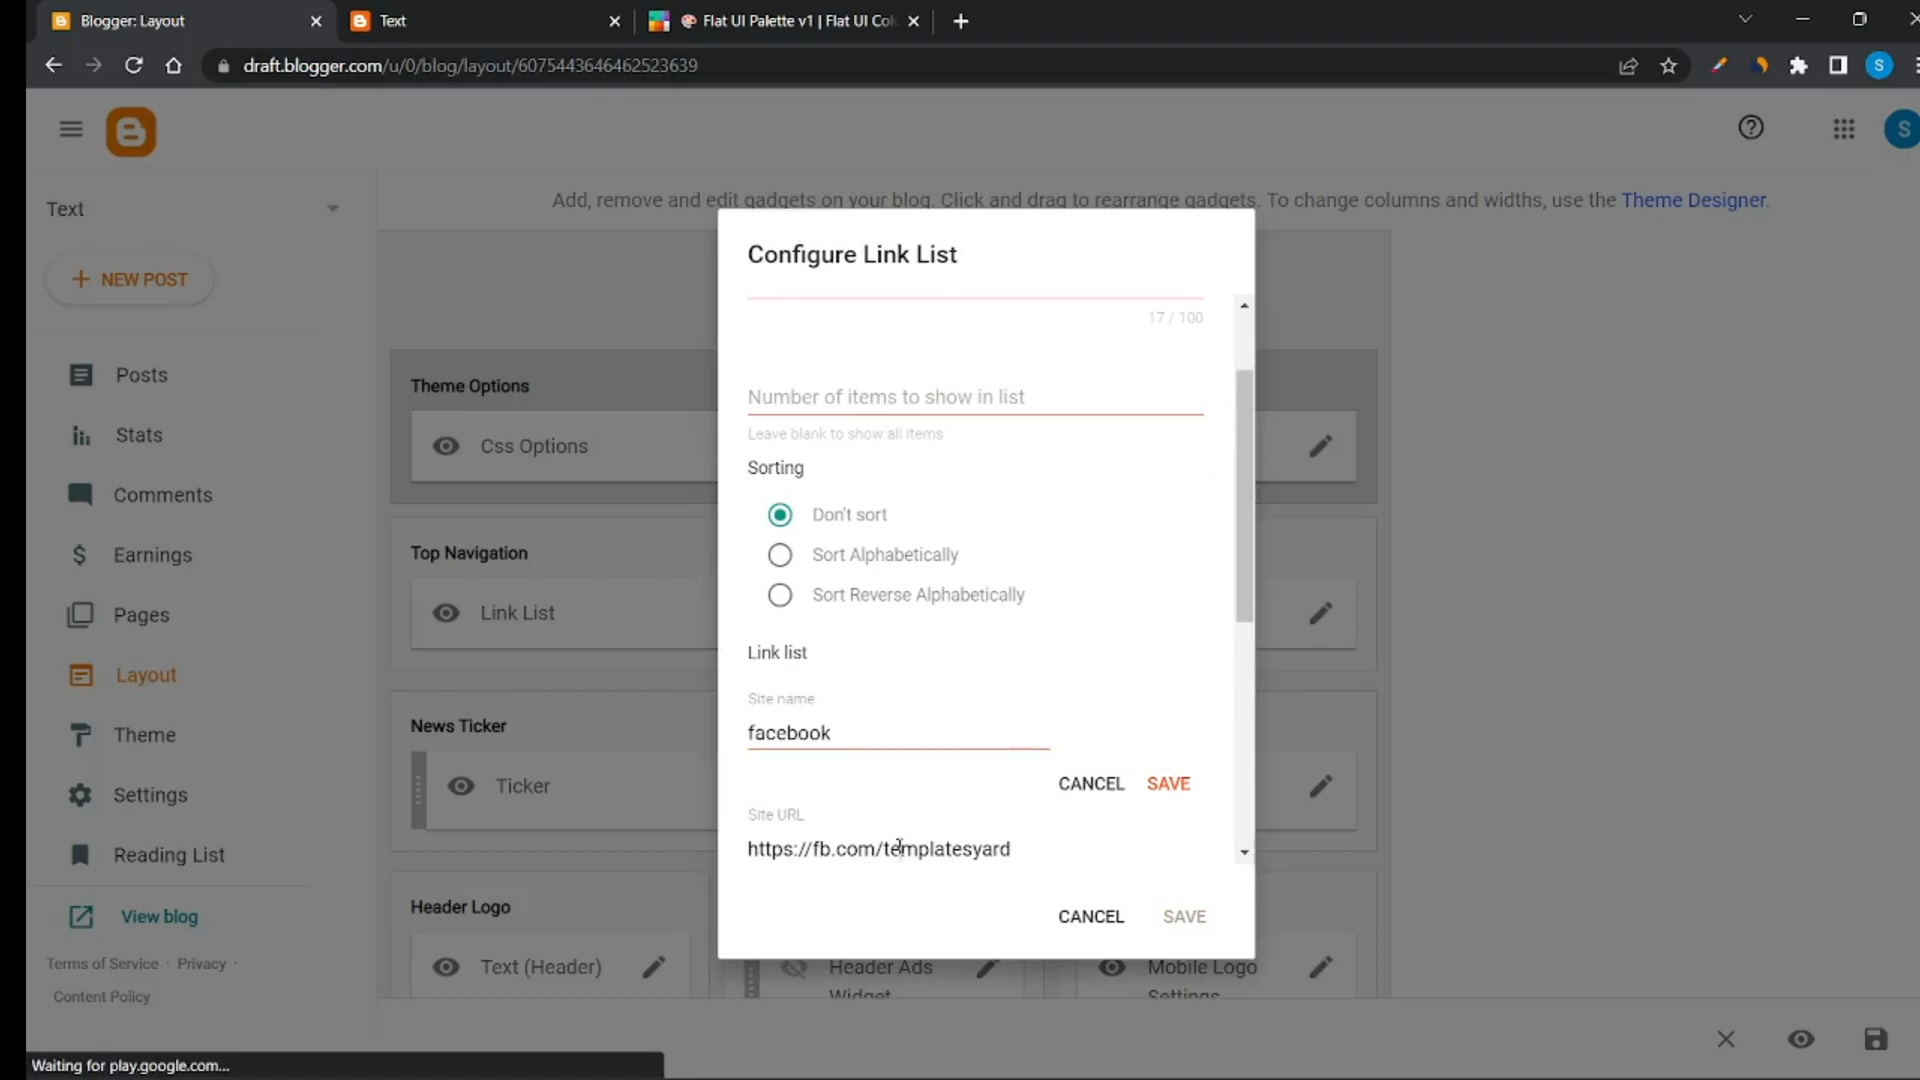 Blogger: Layout
Text
Flat UI Palette v1 | Flat UI Col
draft.blogger.com/u/0/blog/layout/6075443646462523639
S
S
Add, remove and edit gadgets on your blog. Click and drag to rearrange gadgets. To change columns and widths, use the Theme Designer.
Text
NEW POST
Posts
Stats
Comments
Earnings
Pages
Layout
Theme
Settings
Reading List
View blog
Terms of Service · Privacy ·
Content Policy
Theme Options
Css Options
Top Navigation
Link List
News Ticker
Ticker
Header Logo
Text (Header)
Header Ads
Widget
Mobile Logo
Settings
Configure Link List
17 / 100
Number of items to show in list
Leave blank to show all items
Sorting
Don't sort
Sort Alphabetically
Sort Reverse Alphabetically
Link list
Site name
facebook
CANCEL SAVE
Site URL
https://fb.com/templatesyard
CANCEL SAVE
Waiting for play.google.com...